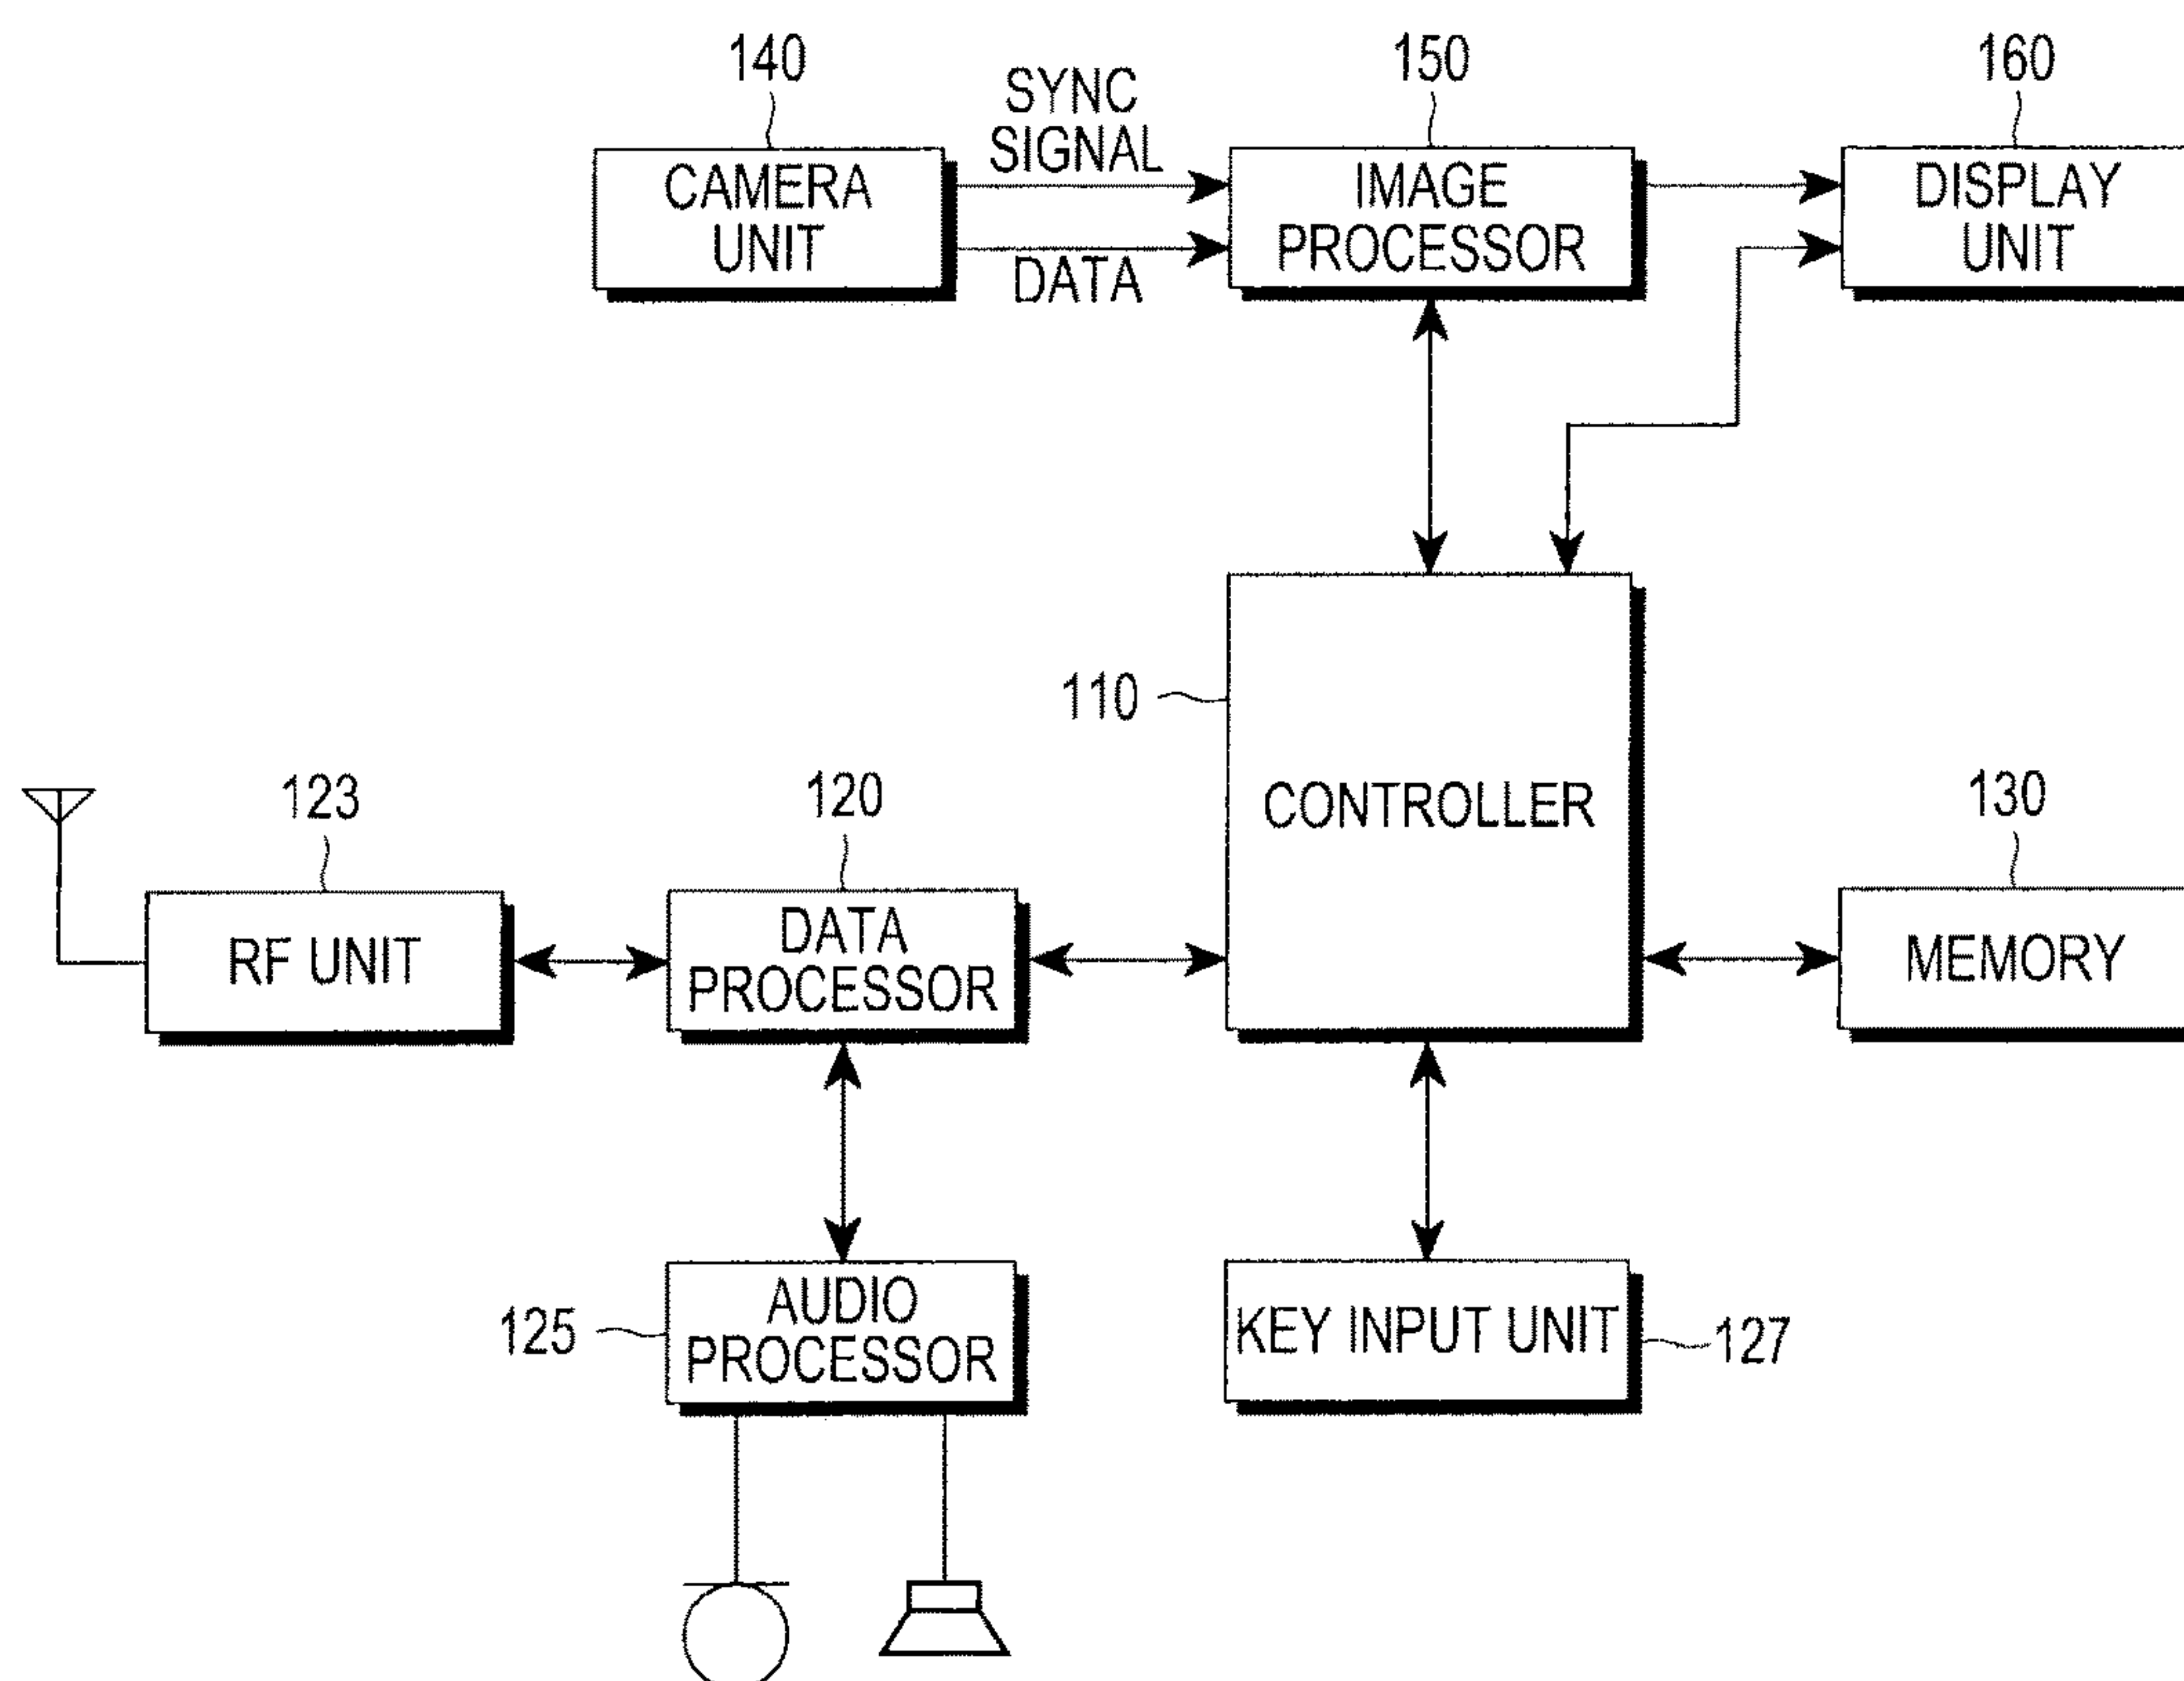 140
150
160
SYNC
SIGNAL
CAMERA
UNIT
DATA
IMAGE
PROCESSOR
DISPLAY
UNIT
110
CONTROLLER
123
120
130
RF UNIT
DATA
PROCESSOR
MEMORY
125
AUDIO
PROCESSOR
KEY INPUT UNIT
127